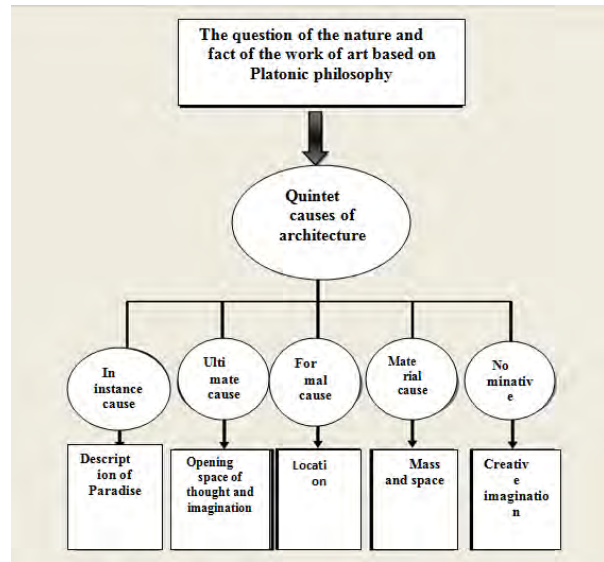 The question of the nature and
fact of the work of art based on
Platonic philosophy
Quintet
causes of
architecture
In
instance
cause
Ulti
mate
cause
For
mal
cause
Mate
rial
cause
No
minativ
e
Descript
ion of
Paradise
Opening
space of
thought and
imagination
Locati
on
Mass
and space
Creativ
e
imaginatio
n